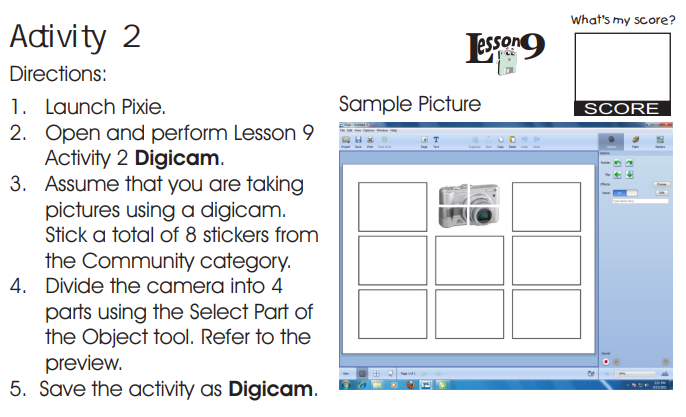 Activity 2
Lesson 9
What's my score?
Directions:
SCORE
1. Launch Pixie.
Sample Picture
2. Open and perform Lesson 9
Activity 2 Digicam.
3. Assume that you are taking
pictures using a digicam.
Stick a total of 8 stickers from
the Community category.
4. Divide the camera into 4
parts using the Select Part of
the Object tool. Refer to the
preview.
5. Save the activity as Digicam.